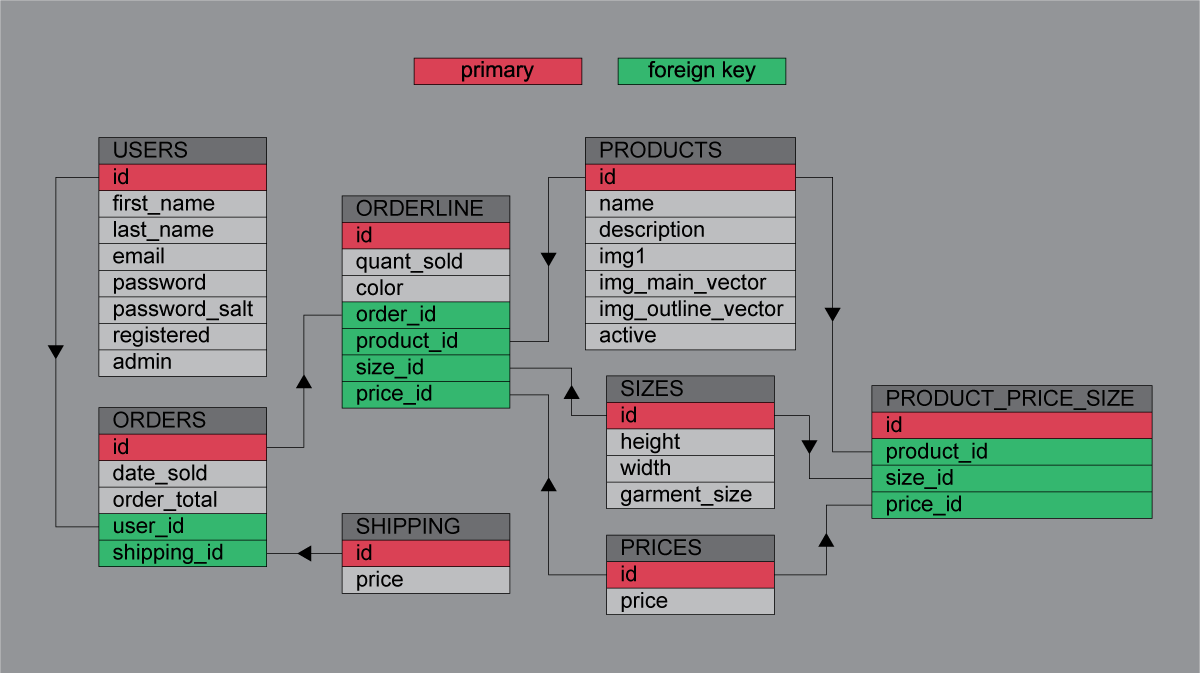 primary
foreign key
USERS
id
first_name
last_name
email
password
password_salt
registered
admin
ORDERS
id
date_sold
order_total
user_id
shipping_id
ORDERLINE
id
quant_sold
color
order_id
product_id
size_id
price_id
SHIPPING
id
price
PRODUCTS
id
name
description
img1
img_main_vector
img_outline_vector
active
SIZES
id
height
width
garment_size
PRICES
id
price
PRODUCT_PRICE_SIZE
id
product_id
size_id
price_id